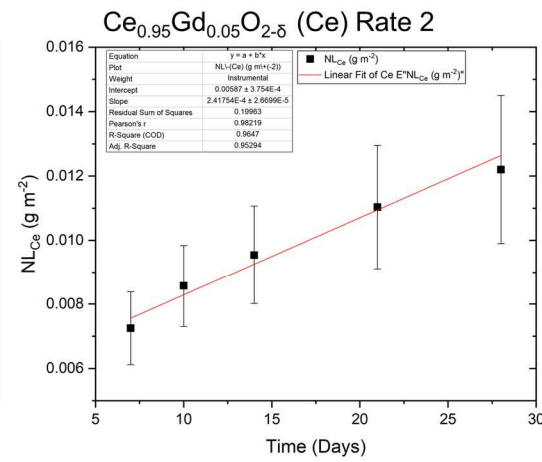 Ce₀.₉₅Gd₀.₀₅O₂₋δ (Ce) Rate 2
0.016
Equation y = a + b*x
Plot NL\-(Ce) (g m\+(-2))
Weight Instrumental
Intercept 0.00587 ± 3.754E-4
Slope 2.41754E-4 ± 2.6699E-5
Residual Sum of Squares 0.19963
Pearson's r 0.98219
R-Square (COD) 0.9647
Adj. R-Square 0.95294
NL_Ce (g m⁻²)
Linear Fit of Ce E"NL_Ce (g m⁻²)"
0.014
0.012
0.010
0.008
0.006
NL_Ce (g m⁻²)
5 10 15 20 25 30
Time (Days)